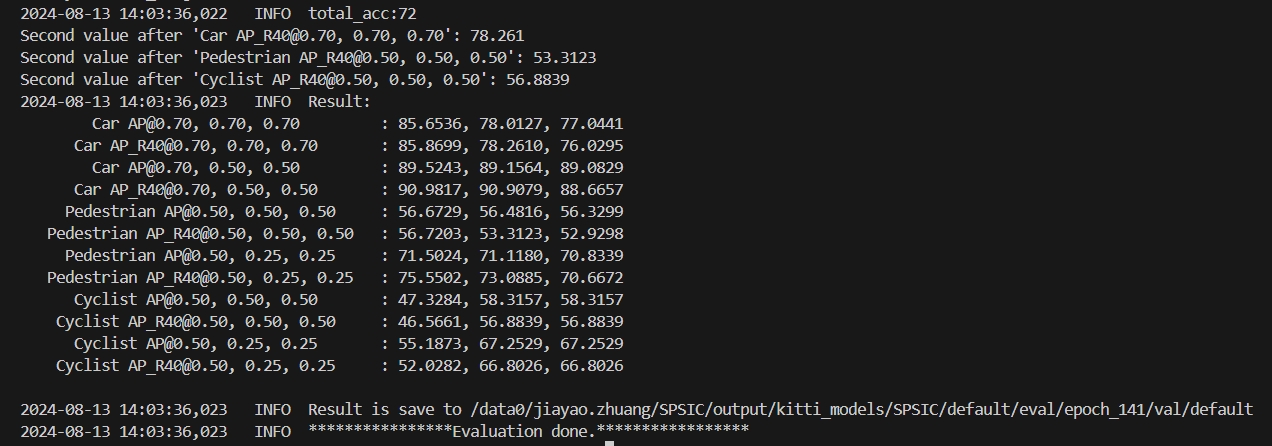 2024-08-13 14:03:36,022   INFO  total_acc:72
Second value after 'Car AP_R40@0.70, 0.70, 0.70': 78.261
Second value after 'Pedestrian AP_R40@0.50, 0.50, 0.50': 53.3123
Second value after 'Cyclist AP_R40@0.50, 0.50, 0.50': 56.8839
2024-08-13 14:03:36,023   INFO  Result:
        Car AP@0.70, 0.70, 0.70         : 85.6536, 78.0127, 77.0441
      Car AP_R40@0.70, 0.70, 0.70       : 85.8699, 78.2610, 76.0295
        Car AP@0.70, 0.50, 0.50         : 89.5243, 89.1564, 89.0829
      Car AP_R40@0.70, 0.50, 0.50       : 90.9817, 90.9079, 88.6657
     Pedestrian AP@0.50, 0.50, 0.50     : 56.6729, 56.4816, 56.3299
   Pedestrian AP_R40@0.50, 0.50, 0.50   : 56.7203, 53.3123, 52.9298
     Pedestrian AP@0.50, 0.25, 0.25     : 71.5024, 71.1180, 70.8339
   Pedestrian AP_R40@0.50, 0.25, 0.25   : 75.5502, 73.0885, 70.6672
      Cyclist AP@0.50, 0.50, 0.50       : 47.3284, 58.3157, 58.3157
    Cyclist AP_R40@0.50, 0.50, 0.50     : 46.5661, 56.8839, 56.8839
      Cyclist AP@0.50, 0.25, 0.25       : 55.1873, 67.2529, 67.2529
    Cyclist AP_R40@0.50, 0.25, 0.25     : 52.0282, 66.8026, 66.8026
2024-08-13 14:03:36,023   INFO  Result is save to /data0/jiayao.zhuang/SPSIC/output/kitti_models/SPSIC/default/eval/epoch_141/val/default
2024-08-13 14:03:36,023   INFO  ****************Evaluation done.*****************